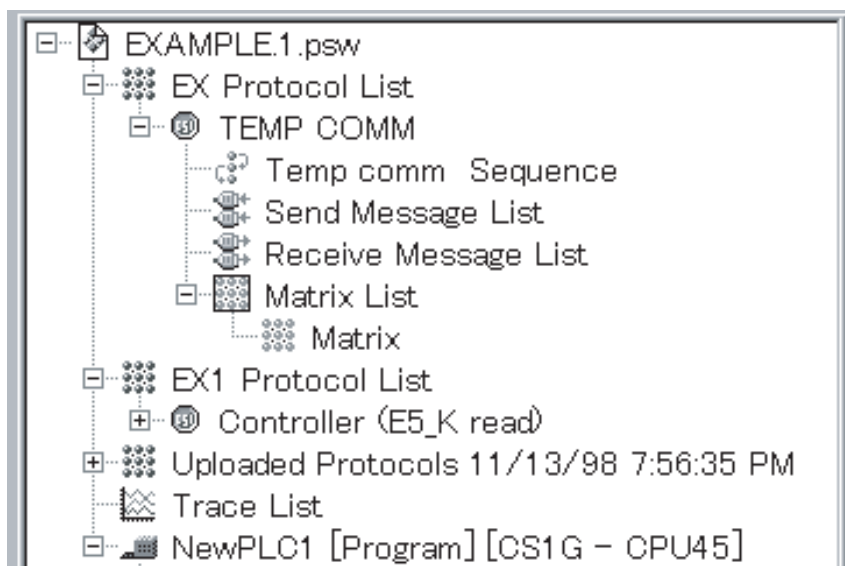 EXAMPLE.1.psw
EX Protocol List
TEMP COMM
Temp comm Sequence
Send Message List
Receive Message List
Matrix List
Matrix
EX1 Protocol List
Controller (E5_K read)
Uploaded Protocols 11/13/98 7:56:35 PM
Trace List
NewPLC1 [Program] [CS1G - CPU45]